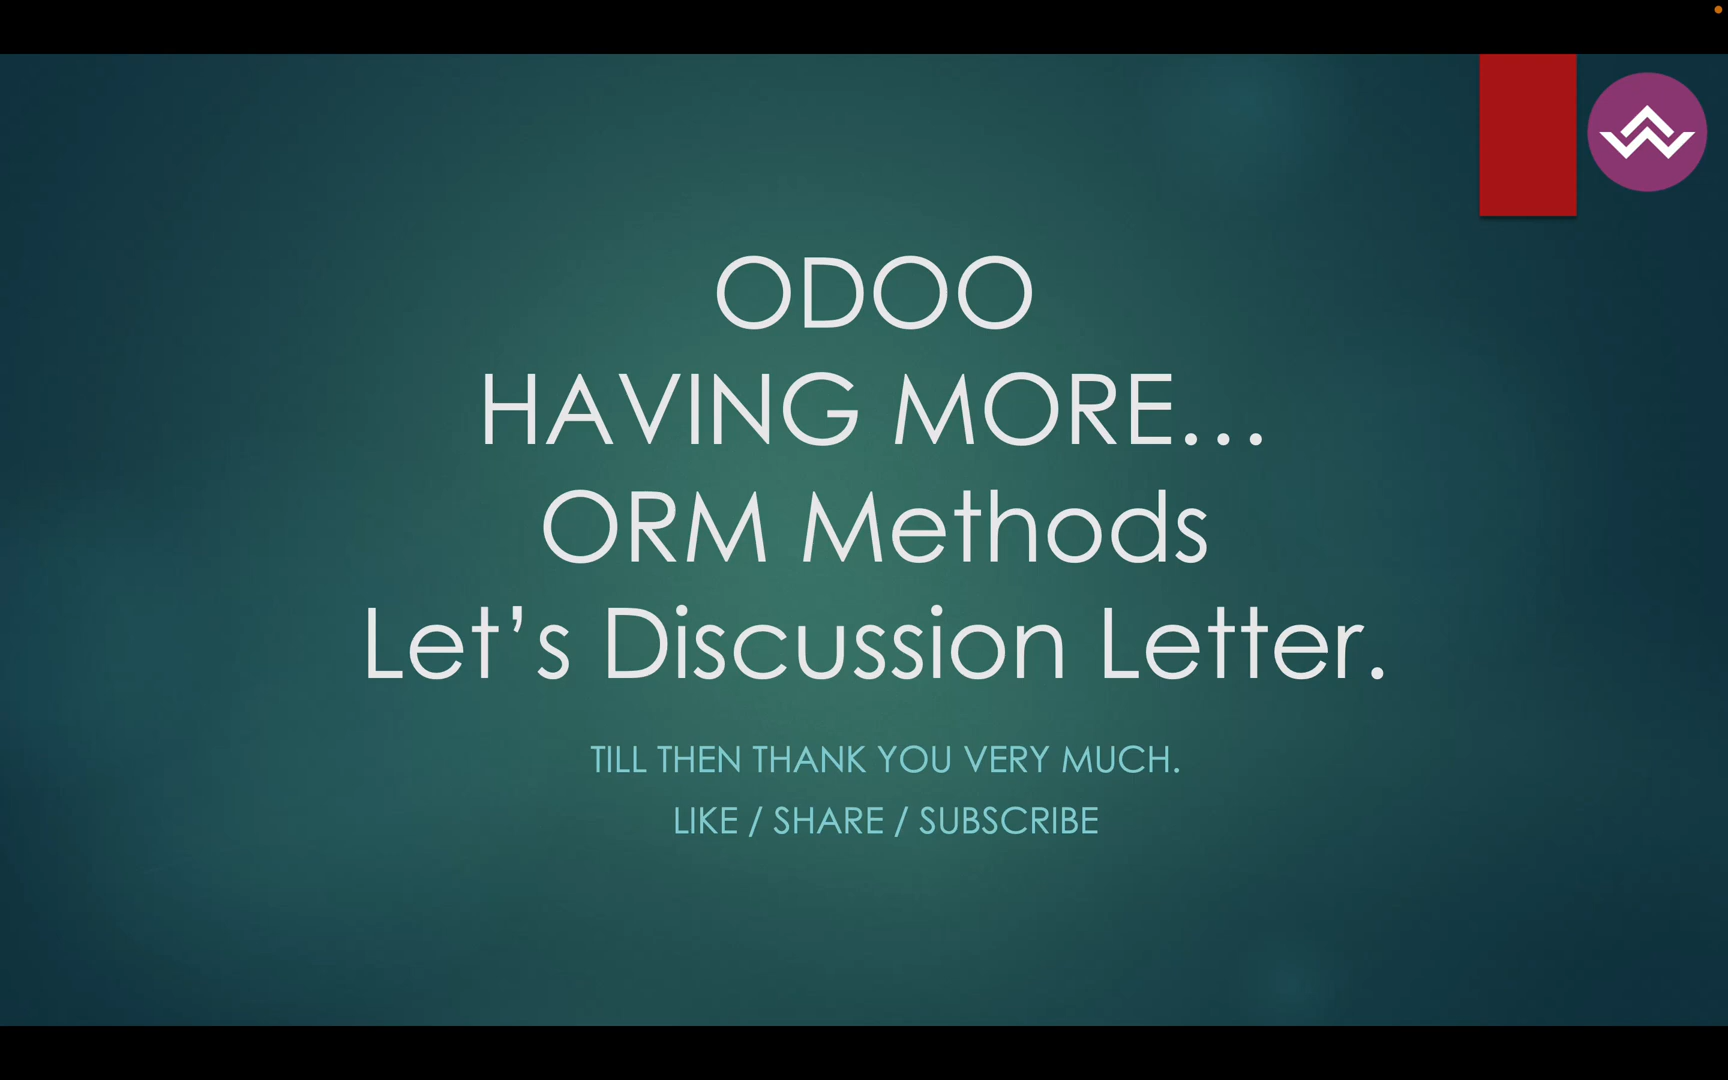 ODOO
HAVING MORE...
ORM Methods
Let’s Discussion Letter.
TILL THEN THANK YOU VERY MUCH.
LIKE / SHARE / SUBSCRIBE